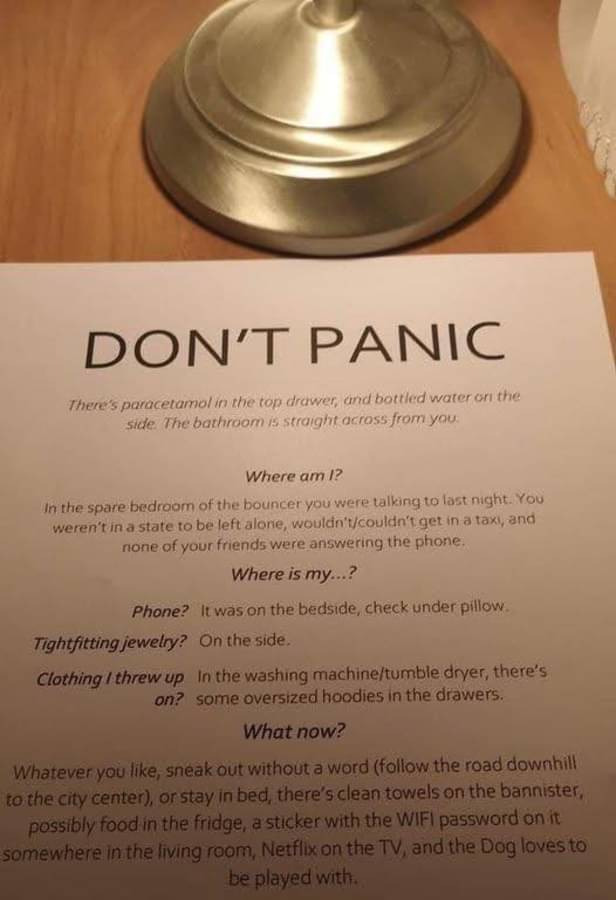 DON'T PANIC
There's paracetamol in the top drawer, and bottled water on the
side. The bathroom is straight across from you.
Where am I?
In the spare bedroom of the bouncer you were talking to last night. You
weren't in a state to be left alone, wouldn't/couldn't get in a taxi, and
none of your friends were answering the phone.
Where is my...?
Phone? It was on the bedside, check under pillow.
Tightfitting jewelry? On the side.
Clothing I threw up In the washing machine/tumble dryer, there's
on? some oversized hoodies in the drawers.
What now?
Whatever you like, sneak out without a word (follow the road downhill
to the city center), or stay in bed, there's clean towels on the bannister,
possibly food in the fridge, a sticker with the WIFI password on it
somewhere in the living room, Netflix on the TV, and the Dog loves to
be played with.